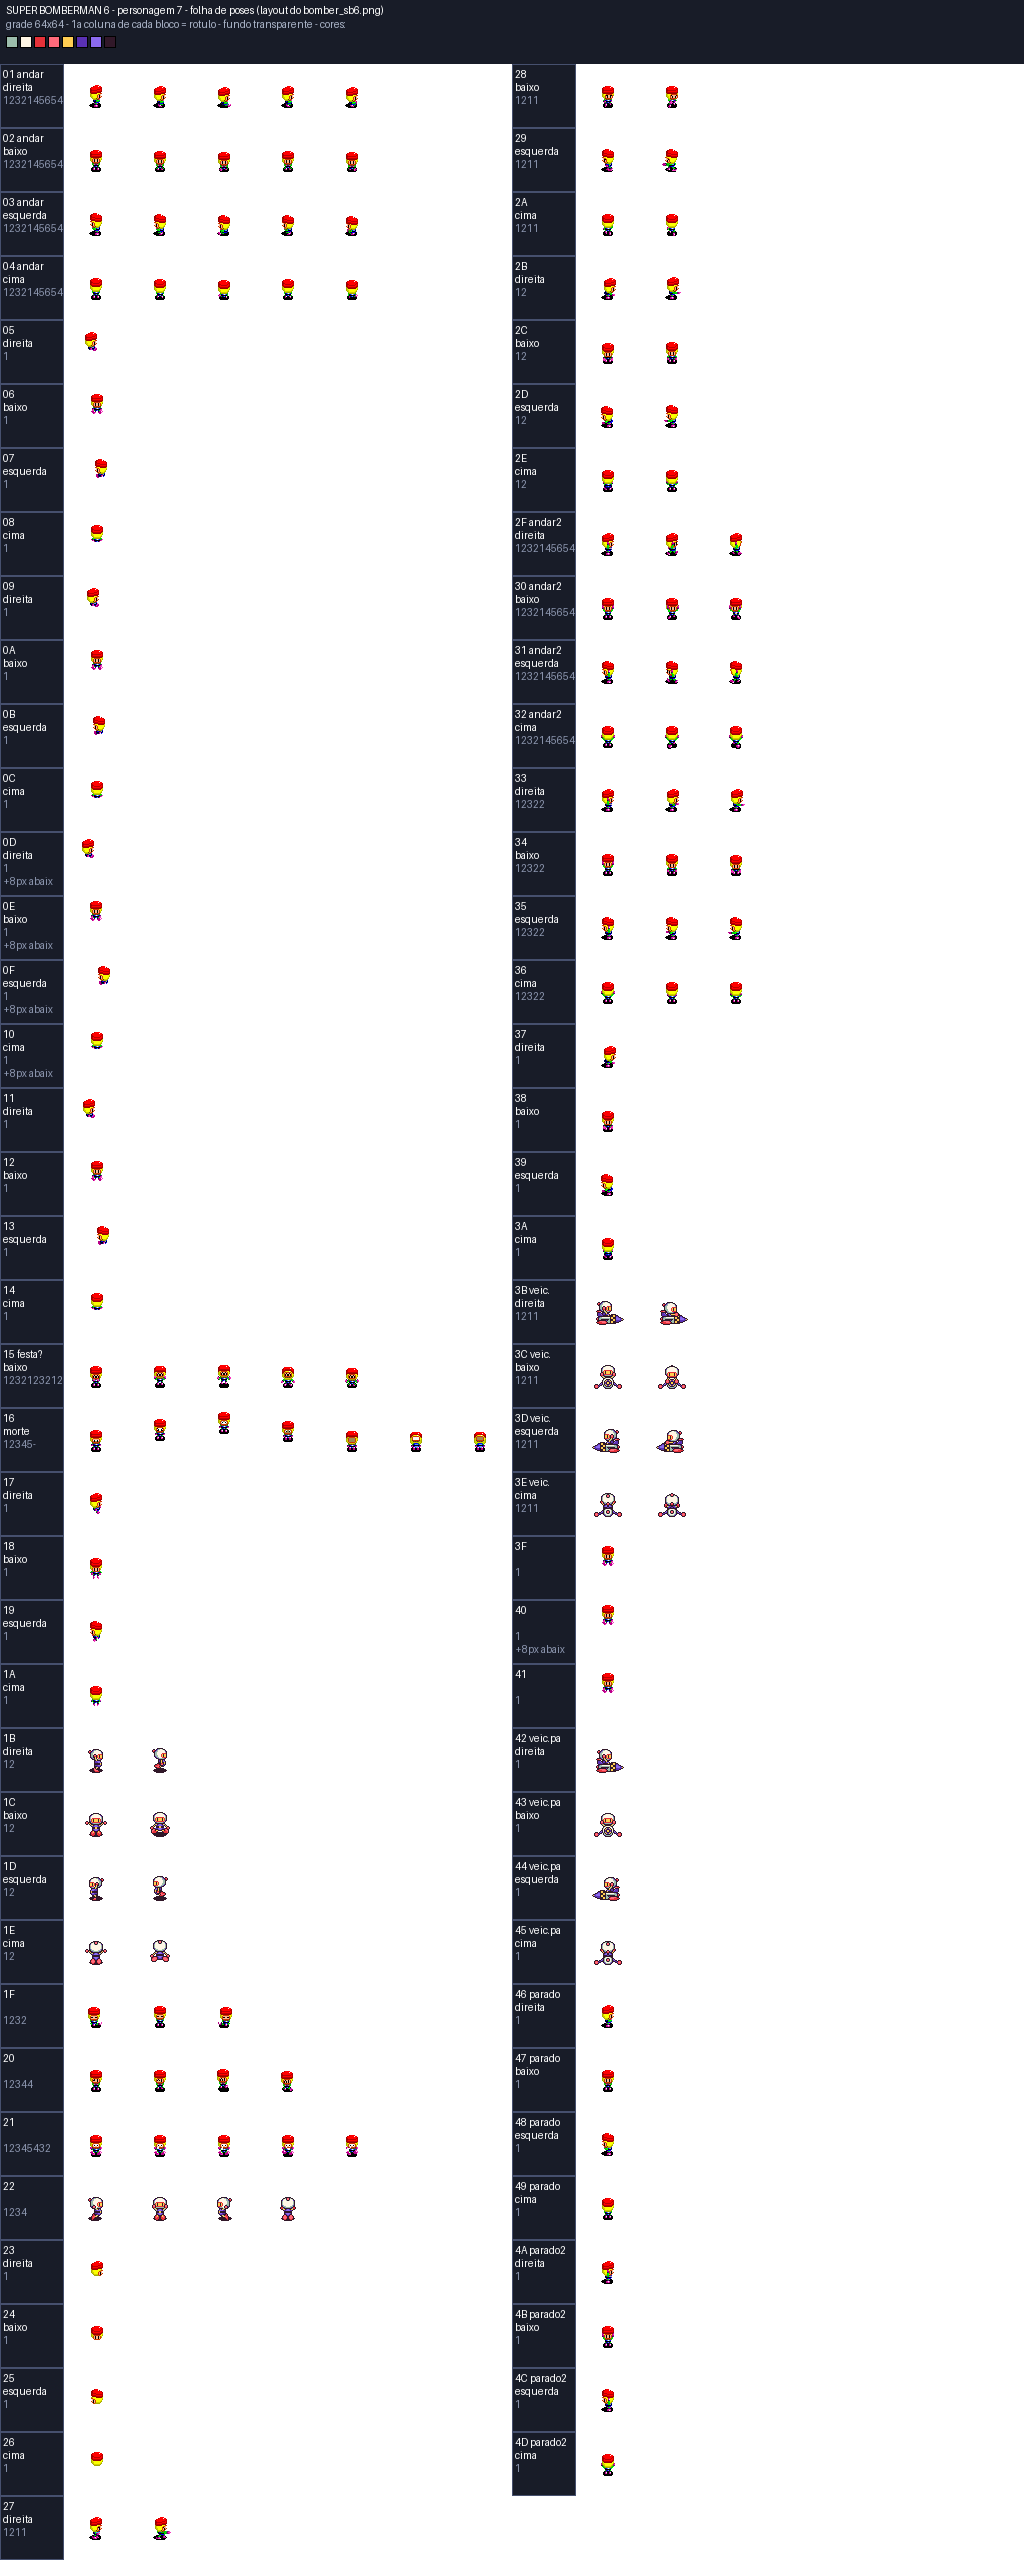 SUPER BOMBERMAN 6 - personagem 7 - folha de poses (layout do bomber_sb6.png)
grade 64x64 - 1a coluna de cada bloco = rotulo - fundo transparente - cores:
01 andar
direita
1232145654
02 andar
baixo
1232145654
03 andar
esquerda
1232145654
04 andar
cima
1232145654
05
direita
1
06
baixo
1
07
esquerda
1
08
cima
1
09
direita
1
0A
baixo
1
0B
esquerda
1
0C
cima
1
0D
direita
1
+8px abaix
0E
baixo
1
+8px abaix
0F
esquerda
1
+8px abaix
10
cima
1
+8px abaix
11
direita
1
12
baixo
1
13
esquerda
1
14
cima
1
15 festa?
baixo
1232123212
16
morte
12345-
17
direita
1
18
baixo
1
19
esquerda
1
1A
cima
1
1B
direita
12
1C
baixo
12
1D
esquerda
12
1E
cima
12
1F
1232
20
12344
21
12345432
22
1234
23
direita
1
24
baixo
1
25
esquerda
1
26
cima
1
27
direita
1211
28
baixo
1211
29
esquerda
1211
2A
cima
1211
2B
direita
12
2C
baixo
12
2D
esquerda
12
2E
cima
12
2F andar2
direita
1232145654
30 andar2
baixo
1232145654
31 andar2
esquerda
1232145654
32 andar2
cima
1232145654
33
direita
12322
34
baixo
12322
35
esquerda
12322
36
cima
12322
37
direita
1
38
baixo
1
39
esquerda
1
3A
cima
1
3B veic.
direita
1211
3C veic.
baixo
1211
3D veic.
esquerda
1211
3E veic.
cima
1211
3F
1
40
1
+8px abaix
41
1
42 veic.pa
direita
1
43 veic.pa
baixo
1
44 veic.pa
esquerda
1
45 veic.pa
cima
1
46 parado
direita
1
47 parado
baixo
1
48 parado
esquerda
1
49 parado
cima
1
4A parado2
direita
1
4B parado2
baixo
1
4C parado2
esquerda
1
4D parado2
cima
1